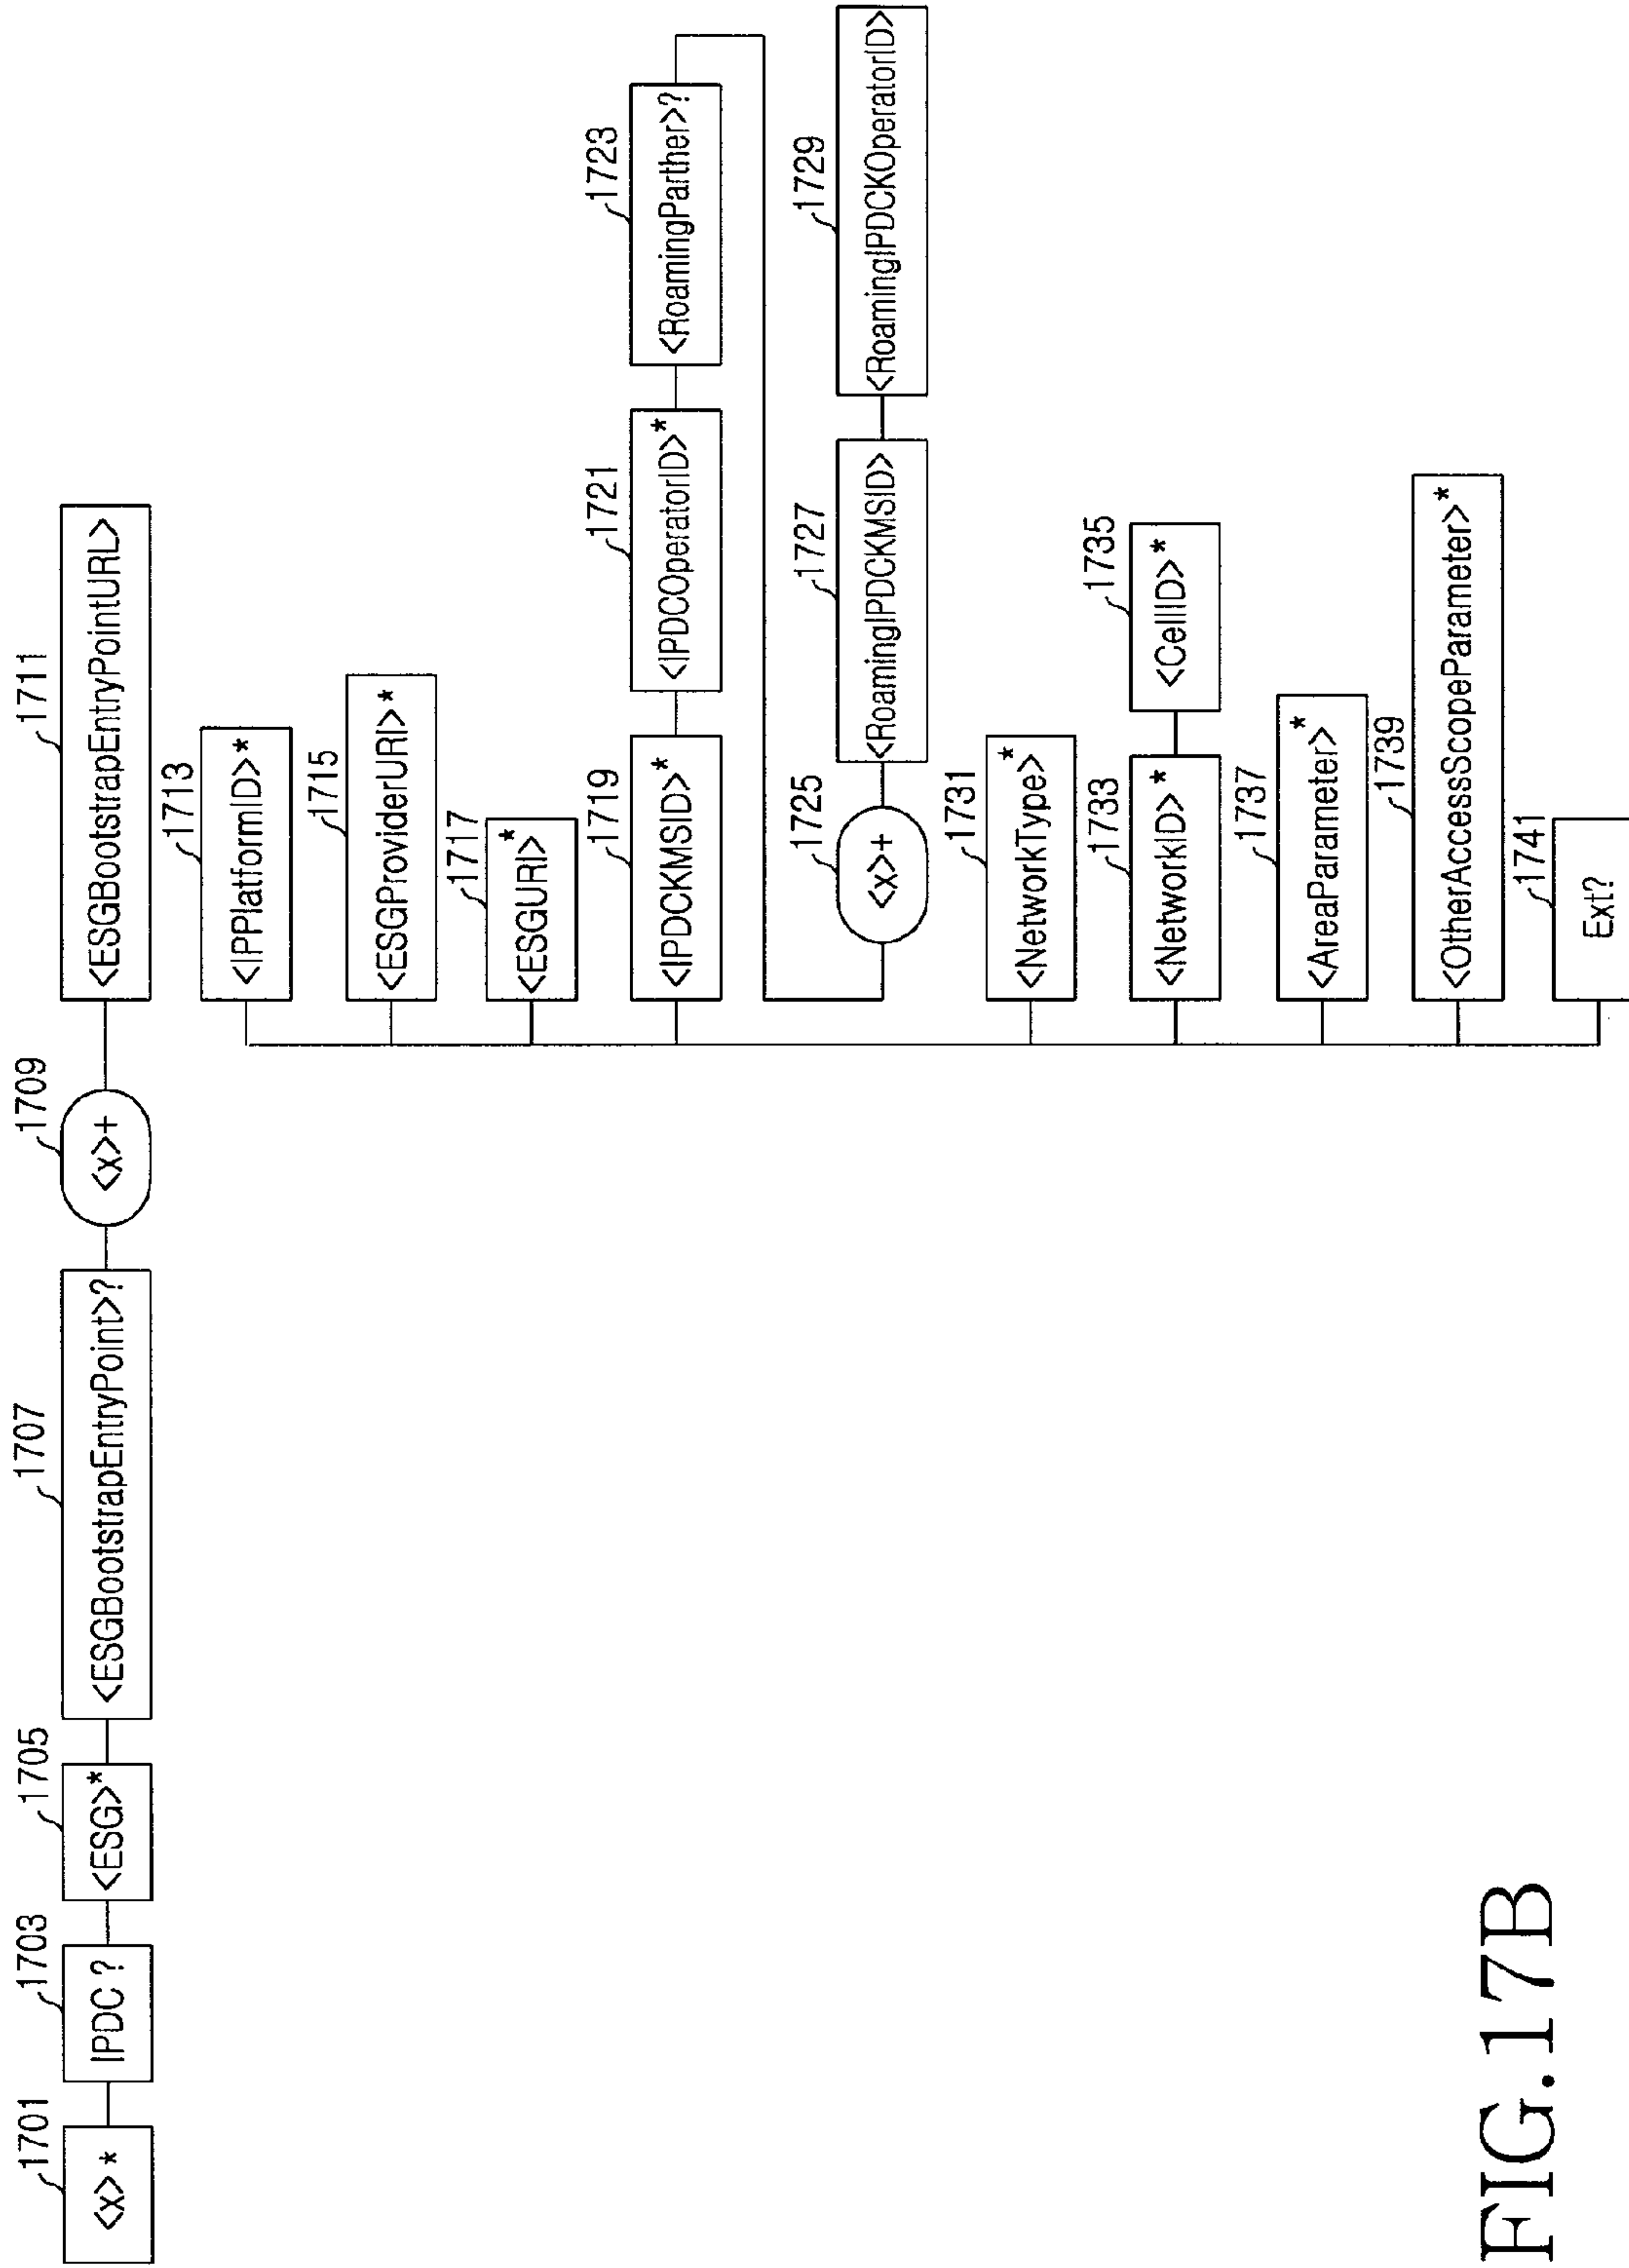 1701
<x>*
1703
IPDC ?
1705
<ESG>*
1707
<ESGBootstrapEntryPoint>?
1709
<x>+
1711
<ESGBootstrapEntryPointURL>
1713
<IPPlatformID>*
1715
<ESGProviderURI>*
1717
<ESGURI>*
1719
<IPDCKMSID>*
1721
<IPDCOperatorID>*
1723
<RoamingParther>?
1725
<x>+
1727
<RoamingIPDCKMSID>
1729
<RoamingIPDCKOperatorID>
1731
<NetworkType>*
1733
<NetworkID>*
1735
<CellID>*
1737
<AreaParameter>*
1739
<OtherAccessScopeParameter>*
1741
Ext?
FIG.17B